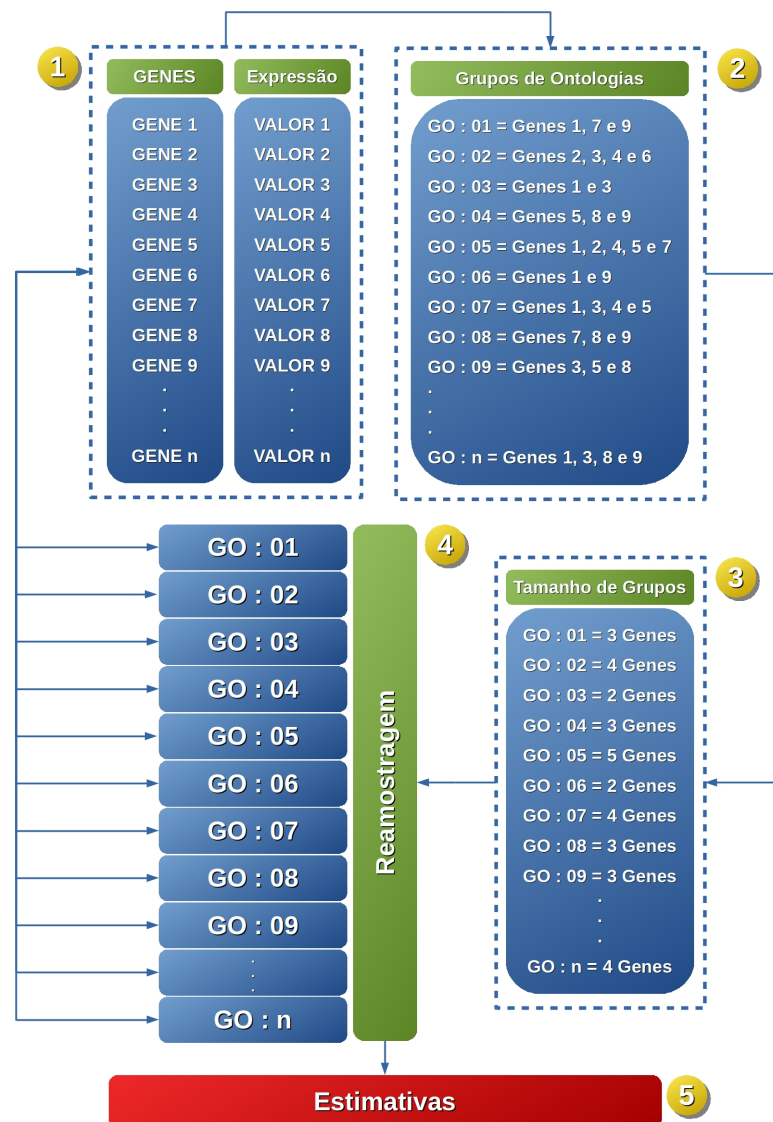 1
GENES
GENE 1
GENE 2
GENE 3
GENE 4
GENE 5
GENE 6
GENE 7
GENE 8
GENE 9
.
.
.
GENE n
Expressão
VALOR 1
VALOR 2
VALOR 3
VALOR 4
VALOR 5
VALOR 6
VALOR 7
VALOR 8
VALOR 9
.
.
.
VALOR n
2
Grupos de Ontologias
GO : 01 = Genes 1, 7 e 9
GO : 02 = Genes 2, 3, 4 e 6
GO : 03 = Genes 1 e 3
GO : 04 = Genes 5, 8 e 9
GO : 05 = Genes 1, 2, 4, 5 e 7
GO : 06 = Genes 1 e 9
GO : 07 = Genes 1, 3, 4 e 5
GO : 08 = Genes 7, 8 e 9
GO : 09 = Genes 3, 5 e 8
.
.
.
GO : n = Genes 1, 3, 8 e 9
3
Tamanho de Grupos
GO : 01 = 3 Genes
GO : 02 = 4 Genes
GO : 03 = 2 Genes
GO : 04 = 3 Genes
GO : 05 = 5 Genes
GO : 06 = 2 Genes
GO : 07 = 4 Genes
GO : 08 = 3 Genes
GO : 09 = 3 Genes
.
.
.
GO : n = 4 Genes
4
Reamostragem
GO : 01
GO : 02
GO : 03
GO : 04
GO : 05
GO : 06
GO : 07
GO : 08
GO : 09
.
.
.
GO : n
5
Estimativas